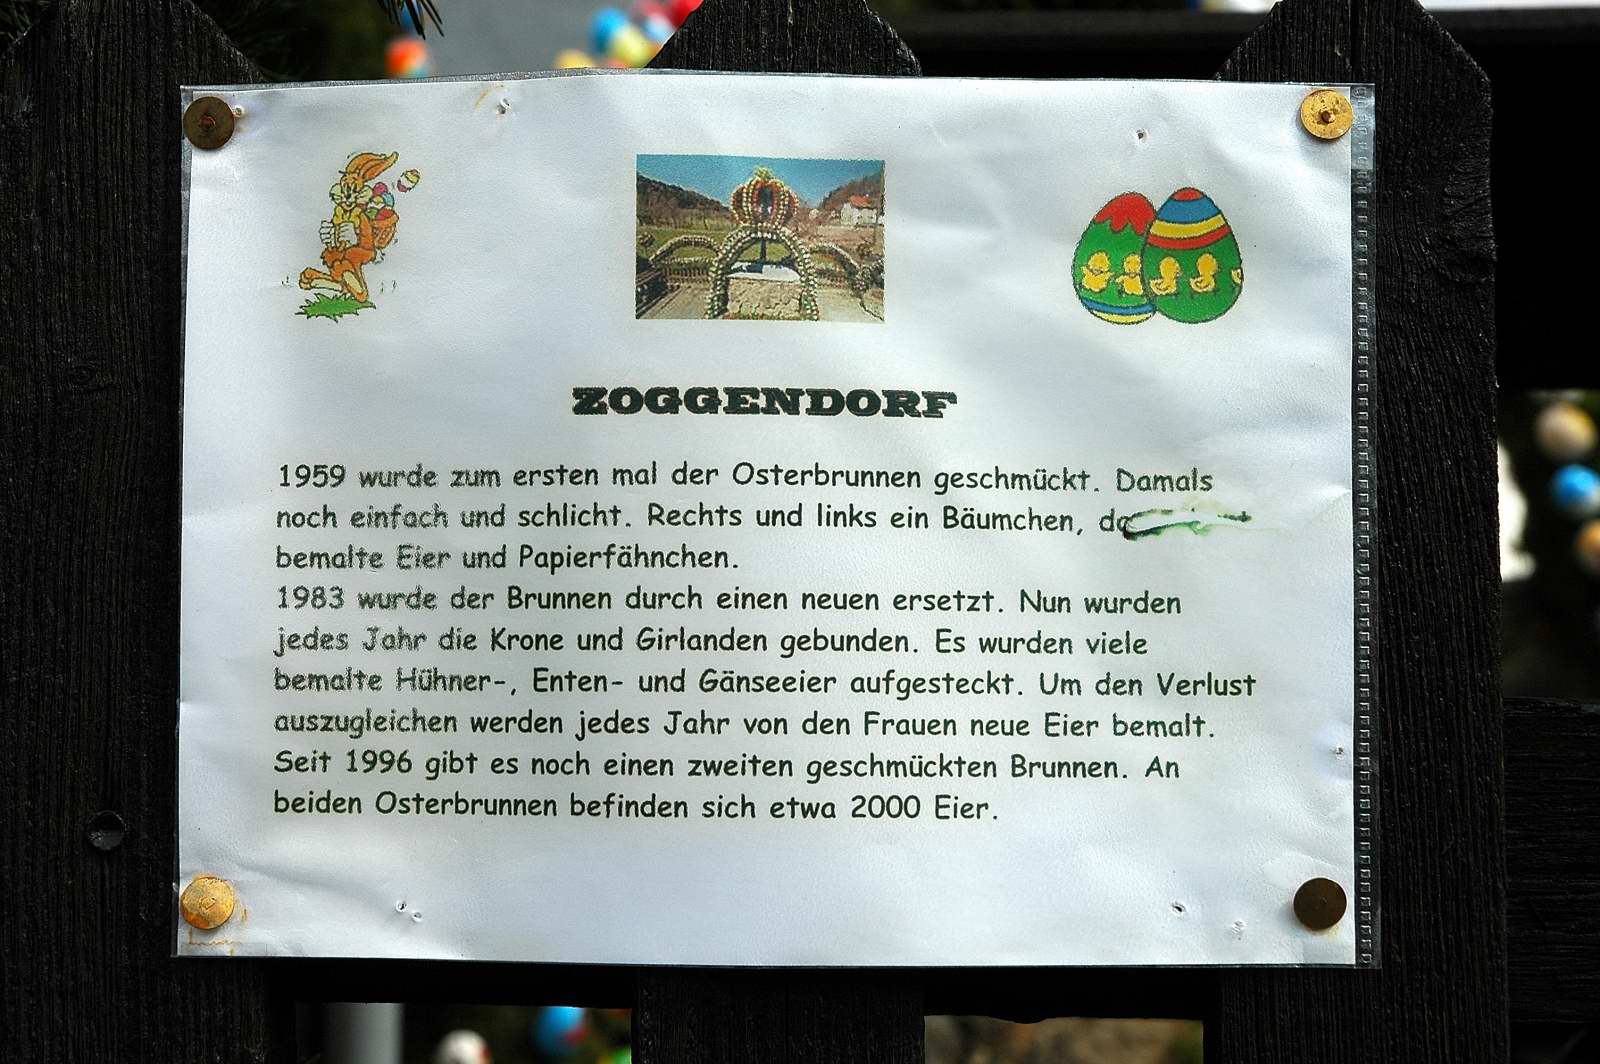 ZOGGENDORF
1959 wurde zum ersten mal der Osterbrunnen geschmückt. Damals
noch einfach und schlicht. Rechts und links ein Bäumchen,
bemalte Eier und Papierfähnchen.
1983 wurde der Brunnen durch einen neuen ersetzt. Nun wurden
jedes Jahr die Krone und Girlanden gebunden. Es wurden viele
bemalte Hühner-, Enten- und Gänseeier aufgesteckt. Um den Verlust
auszugleichen werden jedes Jahr von den Frauen neue Eier bemalt.
Seit 1996 gibt es noch einen zweiten geschmückten Brunnen. An
beiden Osterbrunnen befinden sich etwa 2000 Eier.